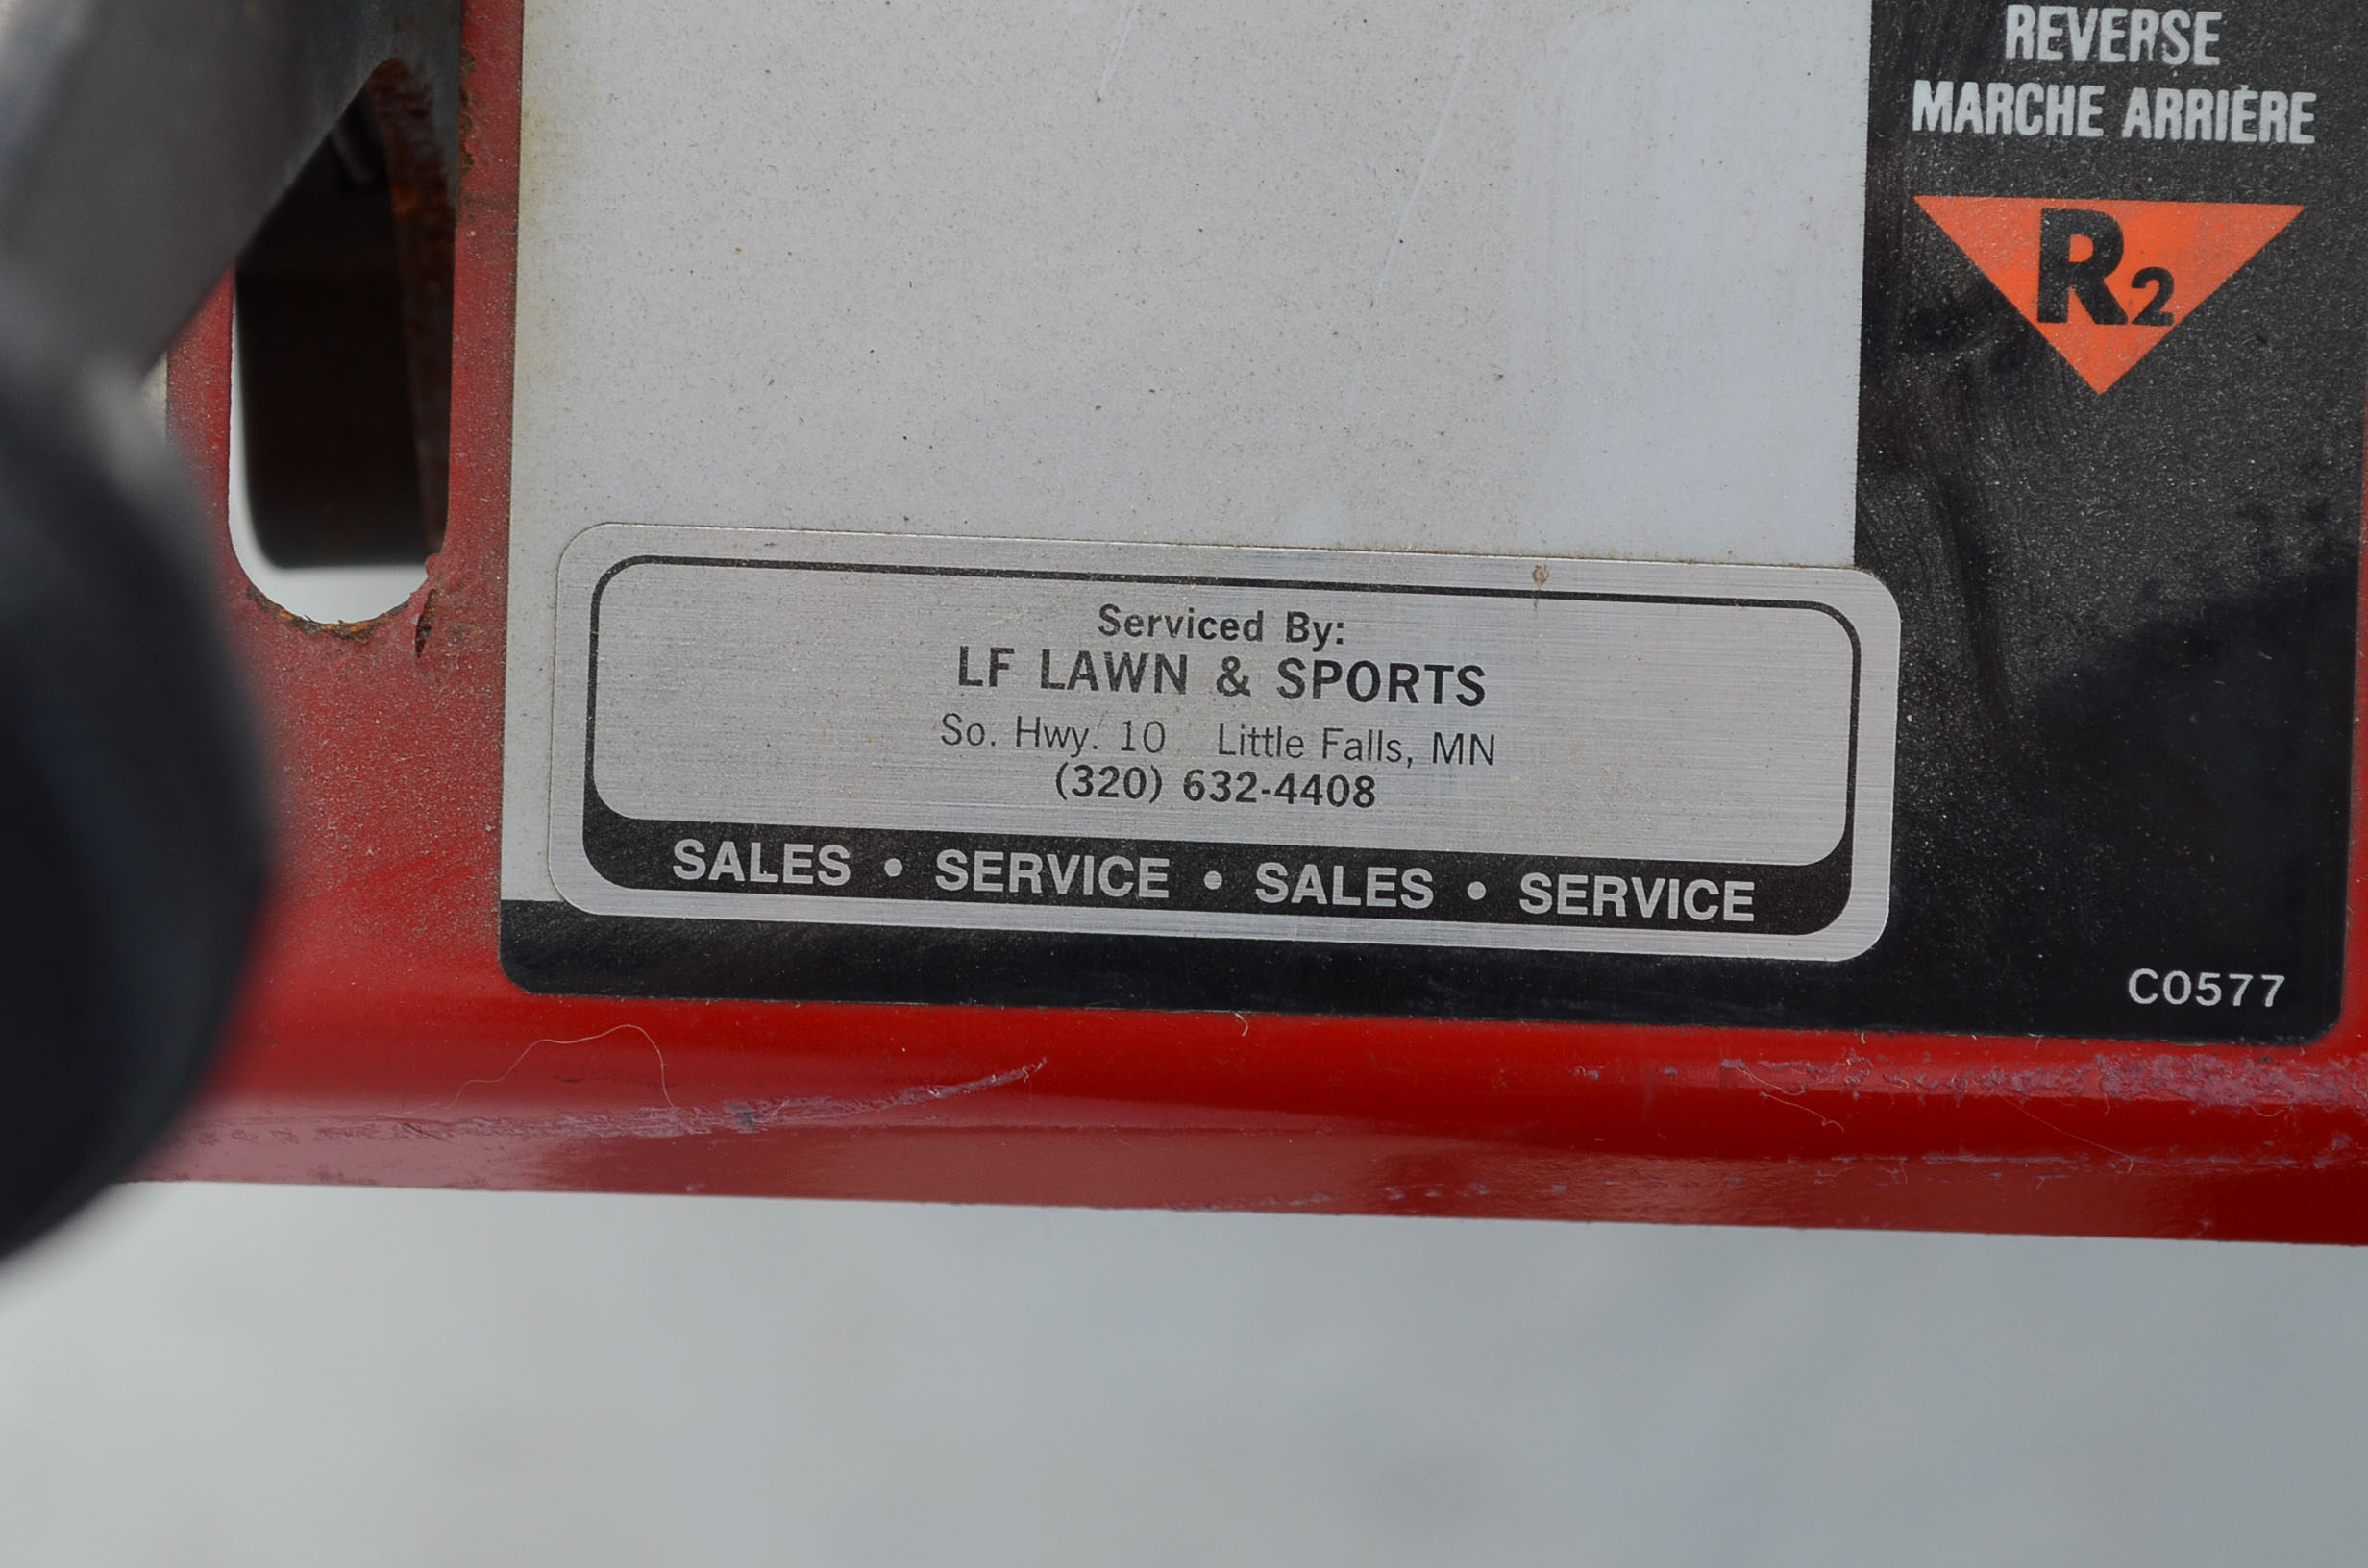 REVERSE
MARCHE ARRIÈRE
R2
Serviced By:
LF LAWN & SPORTS
So. Hwy. 10 Little Falls, MN
(320) 632-4408
SALES • SERVICE • SALES • SERVICE
C0577